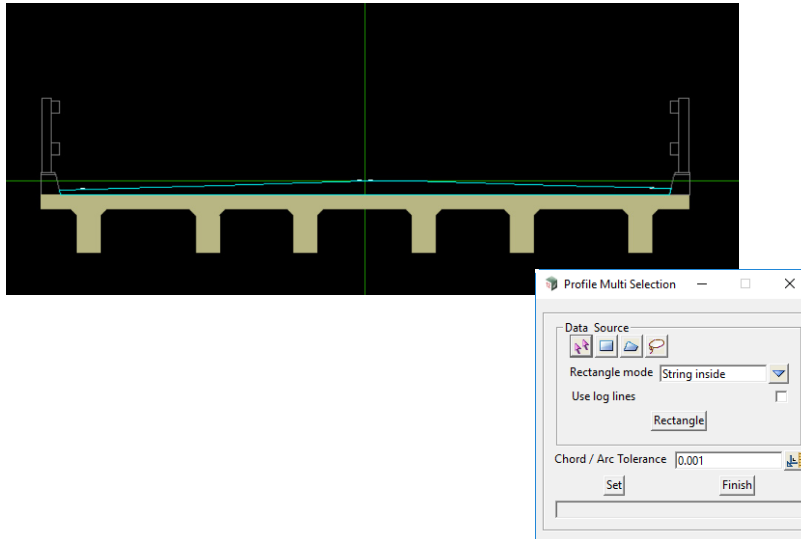 Profile Multi Selection
Data Source
Rectangle mode String inside
Use log lines
Rectangle
Chord / Arc Tolerance 0.001
Set Finish